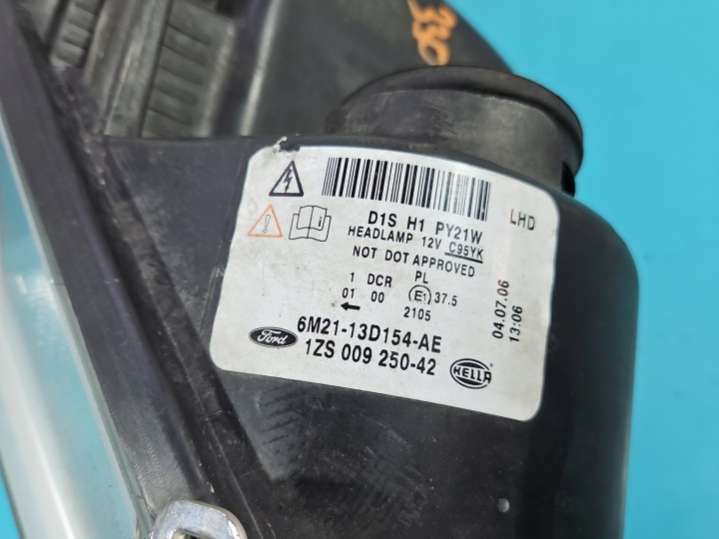 330
D1S H1 PY21W
HEADLAMP 12V C95YK
NOT DOT APPROVED
1 DCR PL
01 00 E1 37.5
2105
6M21-13D154-AE
Ford
1ZS 009 250-42
HELLA
LHD
04.07.06
13:06